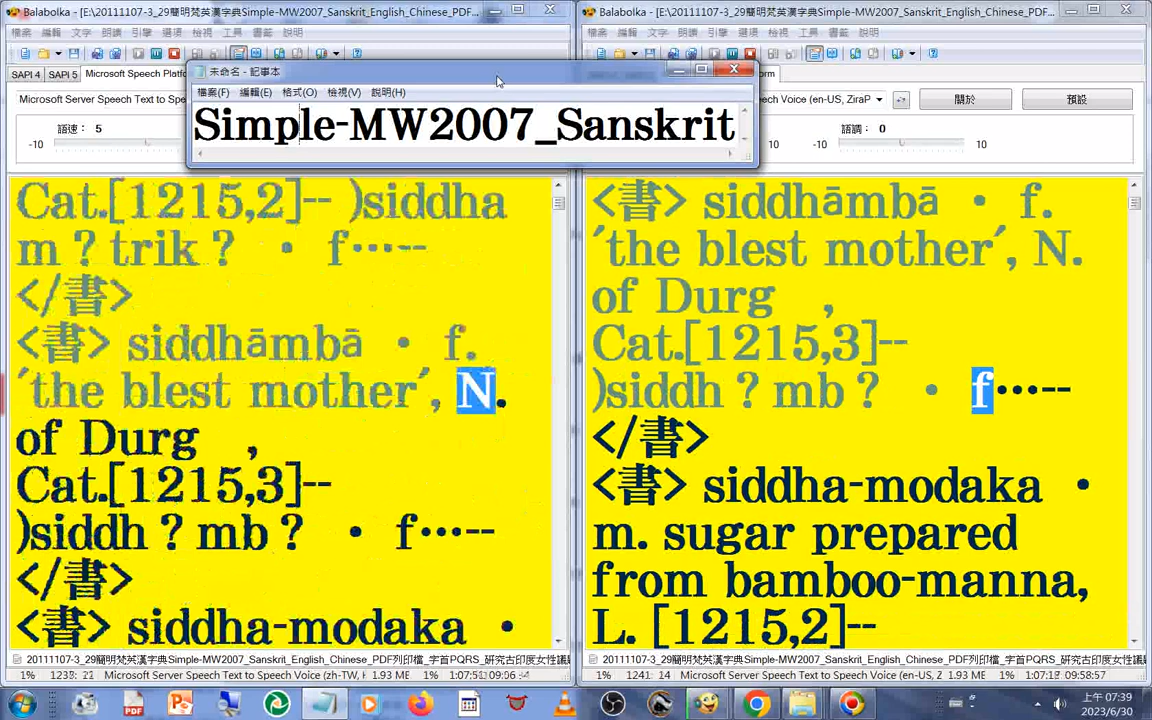 Balabolka - [E:\20111107-3_29簡明梵英漢字典Simple-MW2007_Sanskrit_English_Chinese_PDF...
檔案 編輯 文字 朗讀 引擎 選項 檢視 工具 書籤 說明
SAPI 4 SAPI 5 Microsoft Speech Platf
Microsoft Server Speech Text to Speech
語速： 5
-10
Cat.[1215,2]-- )siddha
m ? trik ? • f…--
</書>
<書> siddhāmbā • f.
´the blest mother´, N.
of Durg ,
Cat.[1215,3]--
)siddh ? mb ? • f…--
</書>
<書> siddha-modaka •
20111107-3_29簡明梵英漢字典Simple-MW2007_Sanskrit_English_Chinese_PDF列印檔_字首PQRS_研究古印度女性議
1% Microsoft Server Speech Text to Speech Voice (zh-TW, H 1.93 MB 1%
未命名 - 記事本
檔案(F) 編輯(E) 格式(O) 檢視(V) 說明(H)
Simple-MW2007_Sanskrit
Balabolka - [E:\20111107-3_29簡明梵英漢字典Simple-MW2007_Sanskrit_English_Chinese_PDF...
檔案 編輯 文字 朗讀 引擎 選項 檢視 工具 書籤 說明
orm
Speech Voice (en-US, ZiraP 關於 預設
語調： 0
10 -10 10
<書> siddhāmbā • f.
´the blest mother´, N.
of Durg ,
Cat.[1215,3]--
)siddh ? mb ? • f…--
</書>
<書> siddha-modaka •
m. sugar prepared
from bamboo-manna,
L. [1215,2]--
20111107-3_29簡明梵英漢字典Simple-MW2007_Sanskrit_English_Chinese_PDF列印檔_字首PQRS_研究古印度女性議
1% 1241: 14 Microsoft Server Speech Text to Speech Voice (en-US, Z 1.93 MB 1% 09:58:57
上午 07:39
2023/6/30